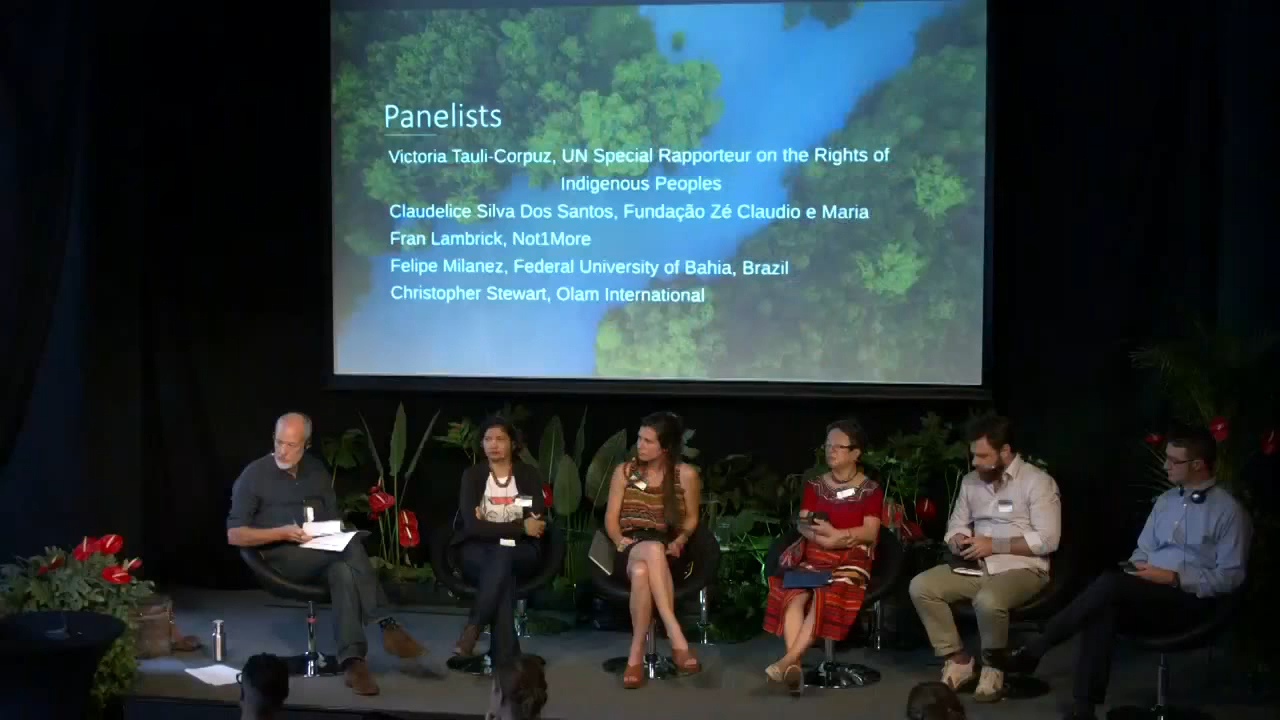 Panelists
Victoria Tauli-Corpuz, UN Special Rapporteur on the Rights of
Indigenous Peoples
Claudelice Silva Dos Santos, Fundação Zé Claudio e Maria
Fran Lambrick, Not1More
Felipe Milanez, Federal University of Bahia, Brazil
Christopher Stewart, Olam International